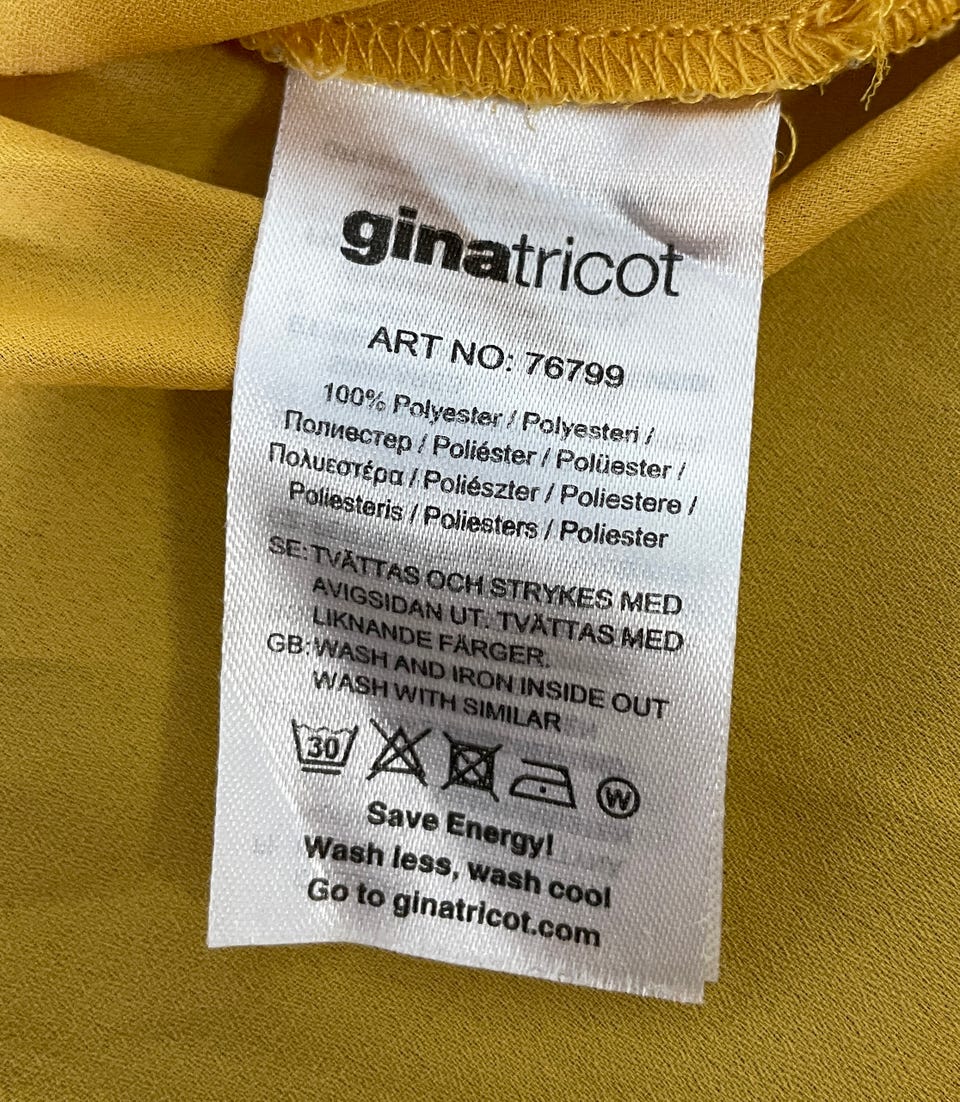 ginatricot
ART NO: 76799
100% Polyester / Polyesteri /
Полиестер / Poliéster / Polüester /
Πολυεστέρα / Poliészter / Poliestere /
Poliesteris / Poliesters / Poliester
SE: TVÄTTAS OCH STRYKES MED
AVIGSIDAN UT. TVÄTTAS MED
LIKNANDE FÄRGER.
GB: WASH AND IRON INSIDE OUT
WASH WITH SIMILAR
30 W
Save Energy!
Wash less, wash cool
Go to ginatricot.com